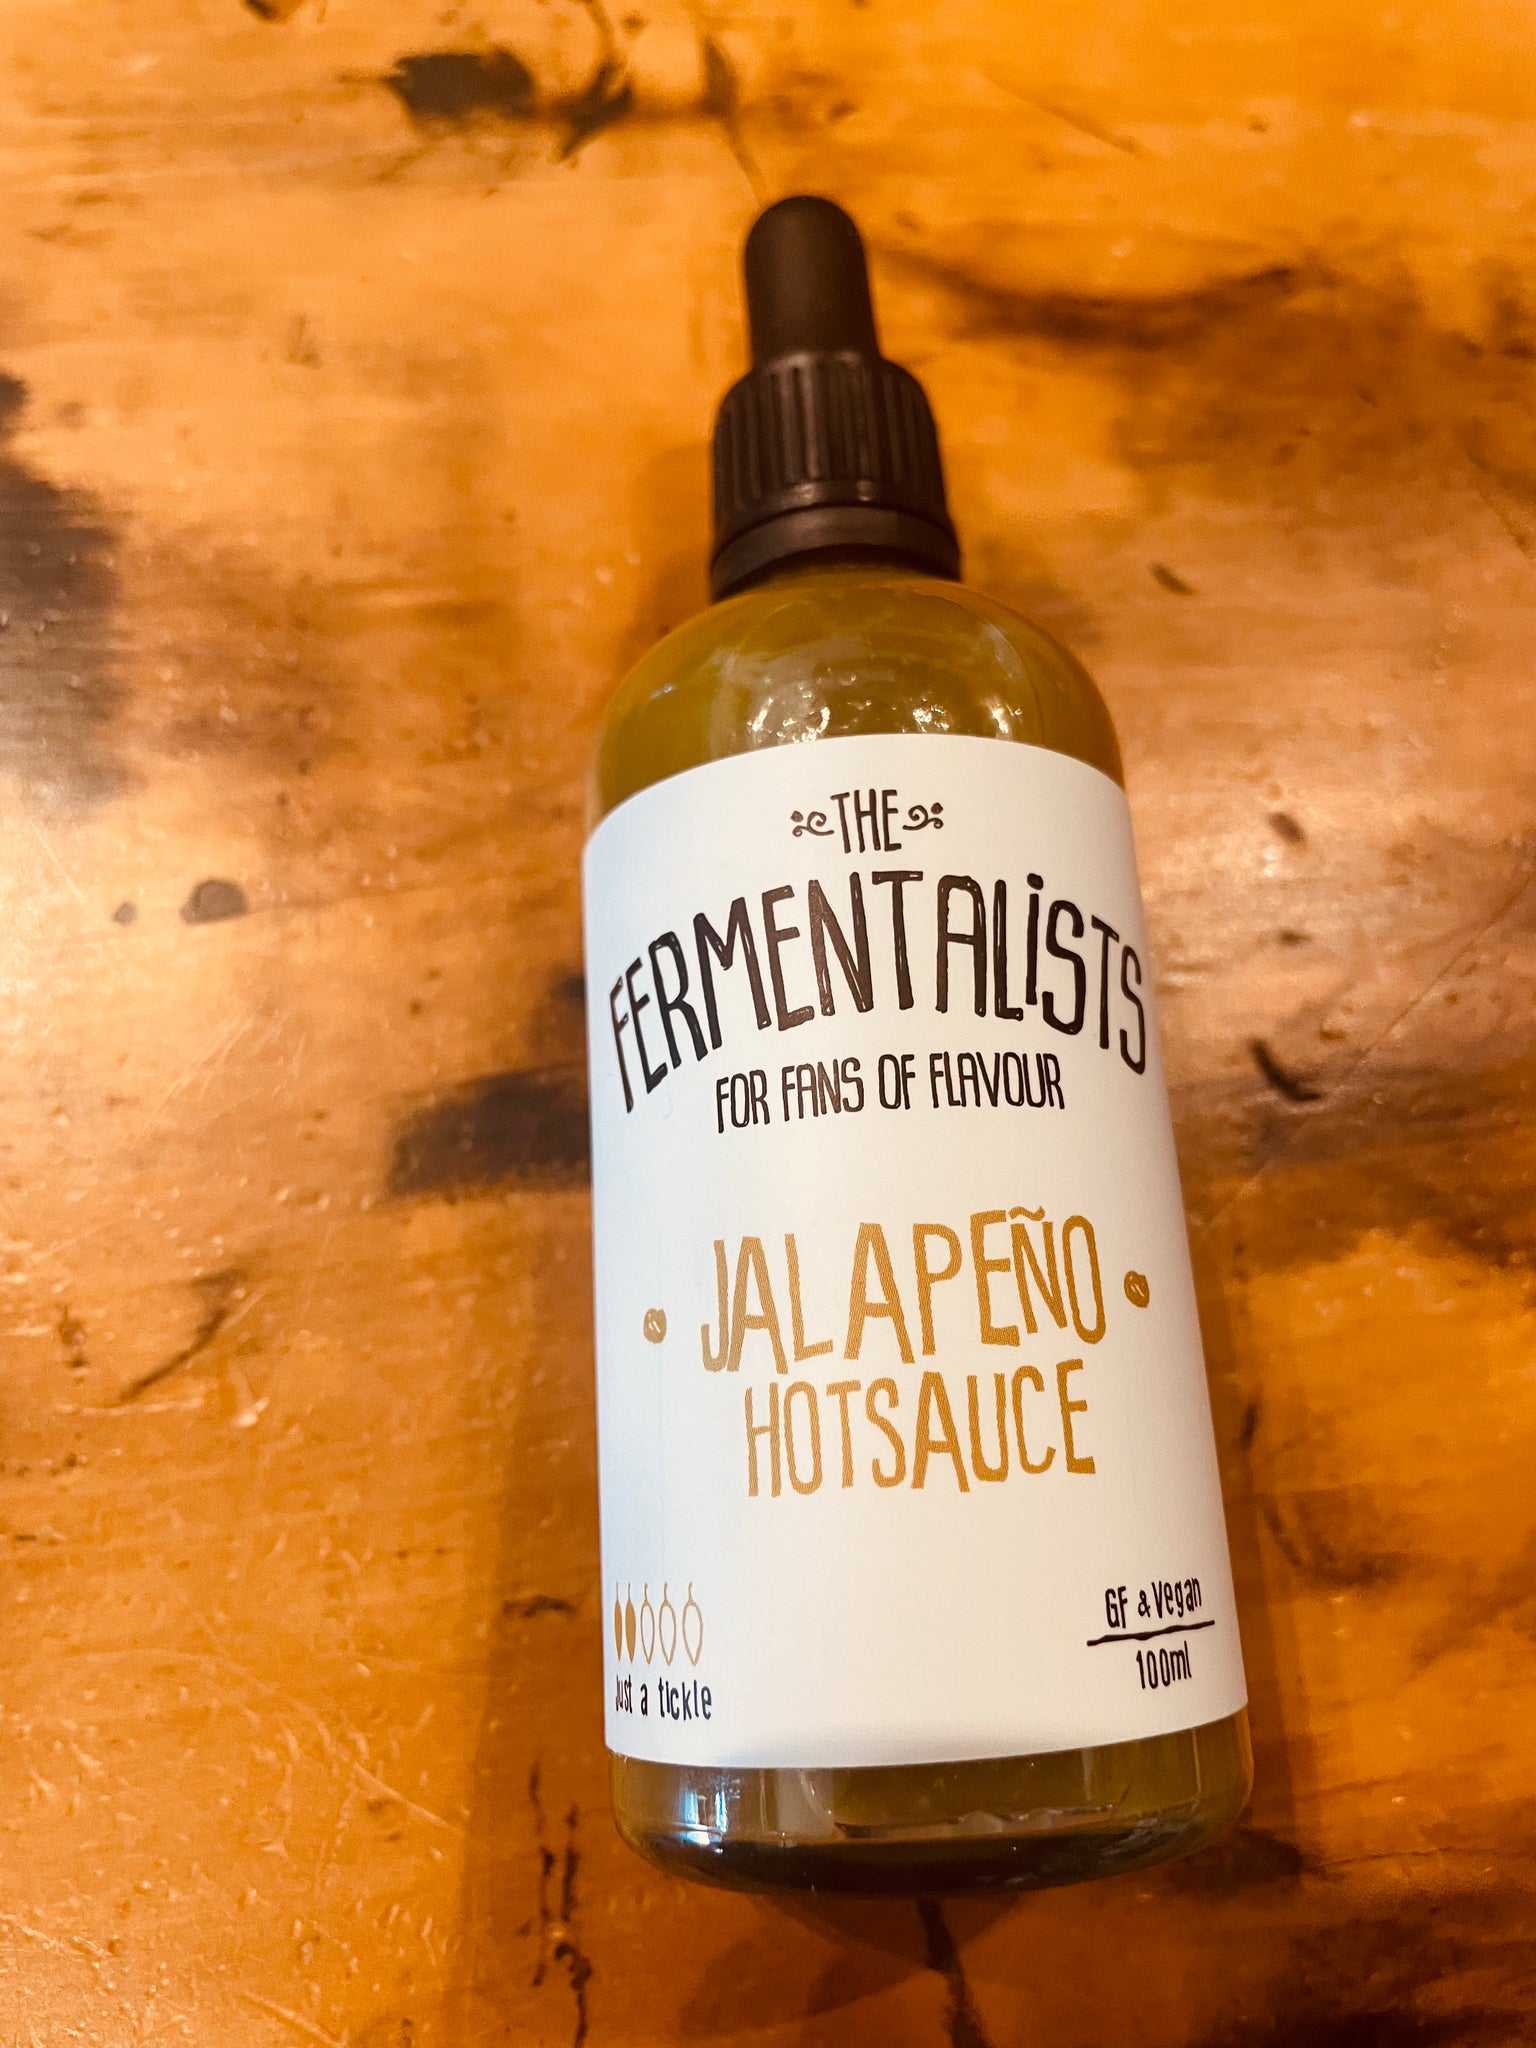 THE
FERMENTALiSTS
FOR FANS OF FLAVOUR
JALAPEÑO
HOTSAUCE
just a tickle
GF & Vegan
100ml